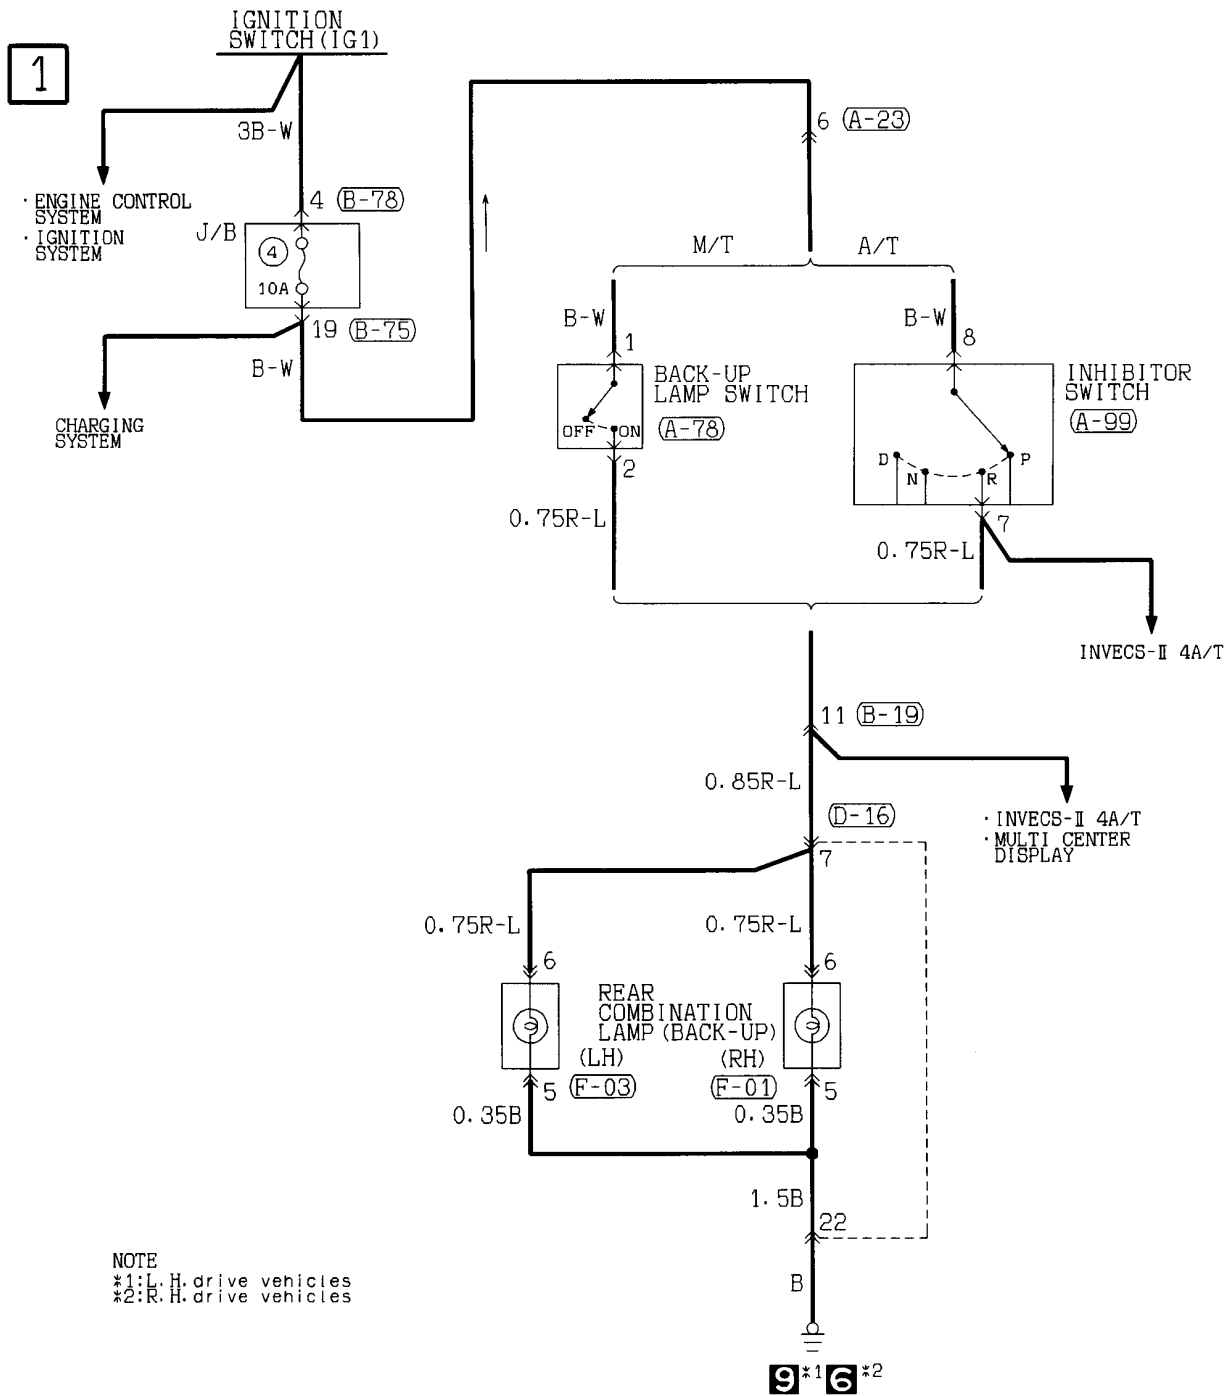 1
IGNITION
SWITCH(IG1)
3B-W
· ENGINE CONTROL
SYSTEM
· IGNITION
SYSTEM
4 (B-78)
J/B
4
10A
19 (B-75)
B-W
CHARGING
SYSTEM
6 (A-23)
M/T
A/T
B-W
1
BACK-UP
LAMP SWITCH
OFF
ON
(A-78)
2
0.75R-L
B-W
8
INHIBITOR
SWITCH
(A-99)
D
N
R
P
7
0.75R-L
INVECS-Ⅱ 4A/T
11 (B-19)
0.85R-L
· INVECS-Ⅱ 4A/T
· MULTI CENTER
DISPLAY
(D-16)
7
0.75R-L
0.75R-L
6
6
REAR
COMBINATION
LAMP(BACK-UP)
(LH)
(RH)
5 (F-03)
(F-01) 5
0.35B
0.35B
1.5B
22
B
9 *1 6 *2
NOTE
*1:L.H.drive vehicles
*2:R.H.drive vehicles